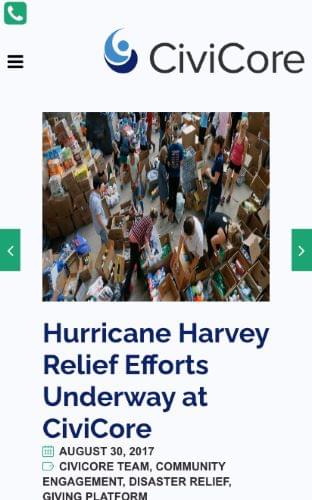 CiviCore
Hurricane Harvey
Relief Efforts
Underway at
CiviCore
AUGUST 30, 2017
CIVICORE TEAM, COMMUNITY
ENGAGEMENT, DISASTER RELIEF,
GIVING PLATFORM